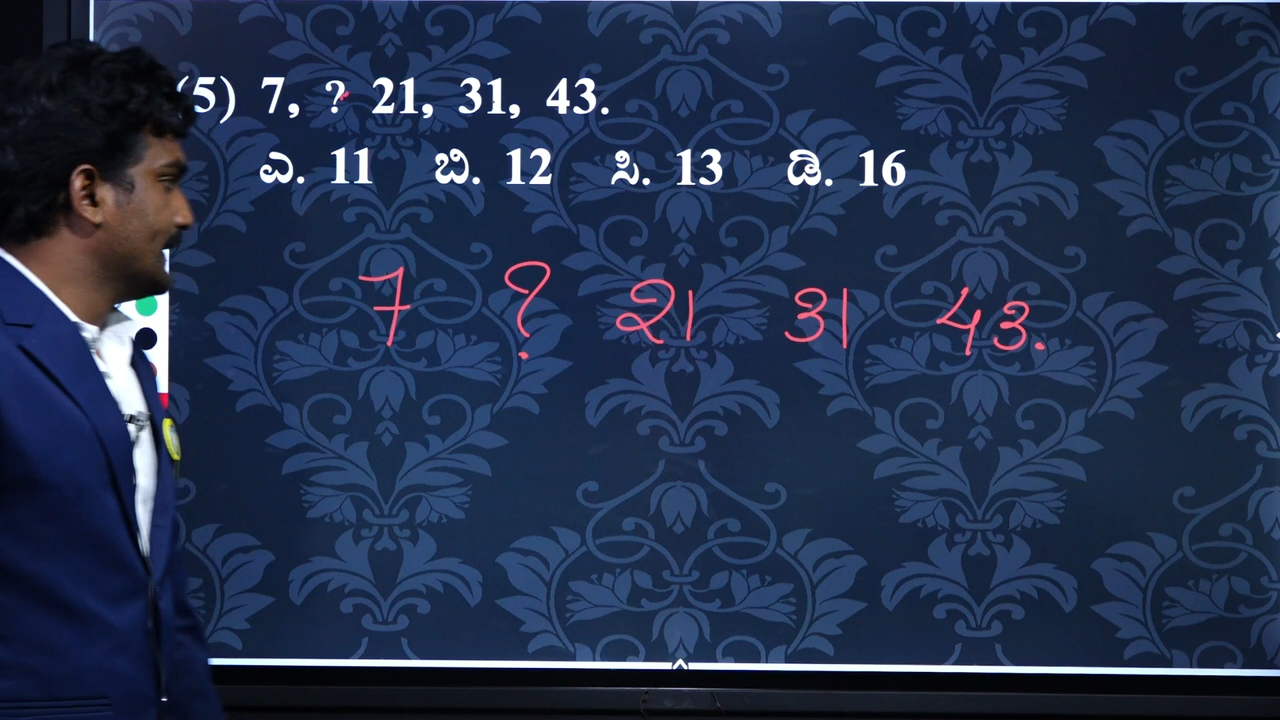 (5) 7, ? 21, 31, 43.
ಎ. 11 ಬಿ. 12 ಸಿ. 13 ಡಿ. 16
7 ? 21 31 43.